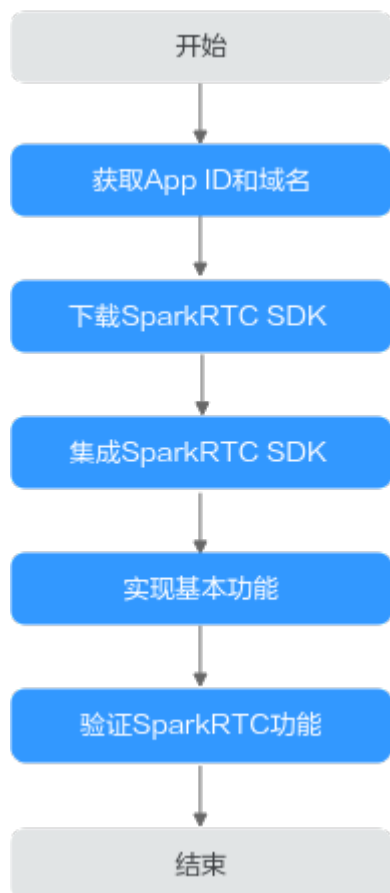 开始
获取App ID和域名
下载SparkRTC SDK
集成SparkRTC SDK
实现基本功能
验证SparkRTC功能
结束